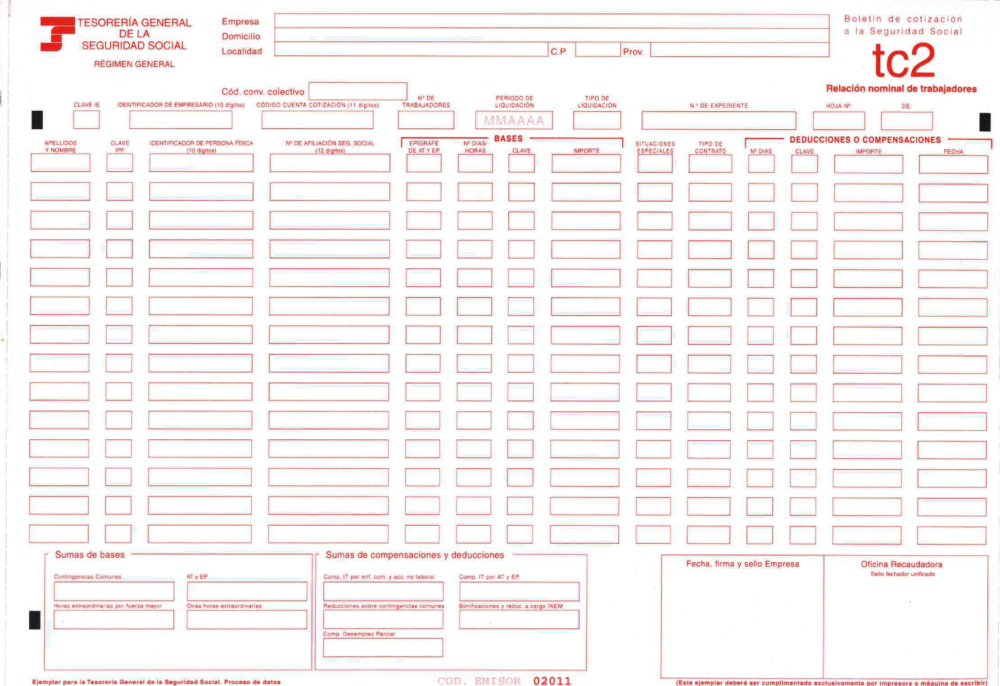 TESORERÍA GENERAL
DE LA
SEGURIDAD SOCIAL
RÉGIMEN GENERAL
Empresa
Domicilio
Localidad
C.P.
Prov.
Boletín de cotización
a la Seguridad Social
tc2
Relación nominal de trabajadores
Cód. conv. colectivo
CLAVE IE
IDENTIFICADOR DE EMPRESARIO (10 dígitos)
CÓDIGO CUENTA COTIZACIÓN (11 dígitos)
Nº DE
TRABAJADORES
PERIODO DE
LIQUIDACIÓN
MMAAAA
TIPO DE
LIQUIDACIÓN
N.º DE EXPEDIENTE
HOJA Nº:
DE:
APELLIDOS
Y NOMBRE
CLAVE
IPF
IDENTIFICADOR DE PERSONA FÍSICA
(10 dígitos)
Nº DE AFILIACIÓN SEG. SOCIAL
(12 dígitos)
BASES
EPÍGRAFE
DE AT Y EP
Nº DÍAS/
HORAS
CLAVE
IMPORTE
SITUACIONES
ESPECIALES
TIPO DE
CONTRATO
DEDUCCIONES O COMPENSACIONES
Nº DIAS
CLAVE
IMPORTE
FECHA
Sumas de bases
Contingencias Comunes
AT y EP
Horas extraordinarias por fuerza mayor
Otras horas extraordinarias
Sumas de compensaciones y deducciones
Comp. IT por enf. com. y acc. no laboral
Comp. IT por AT y EP.
Reducciones sobre contingencias comunes
Bonificaciones y reduc. a cargo INEM
Comp. Desempleo Parcial
Fecha, firma y sello Empresa
Oficina Recaudadora
Sello fechador unificado
Ejemplar para la Tesorería General de la Seguridad Social. Proceso de datos
COD. EMISOR 02011
(Este ejemplar deberá ser cumplimentado exclusivamente por impresora o máquina de escribir)